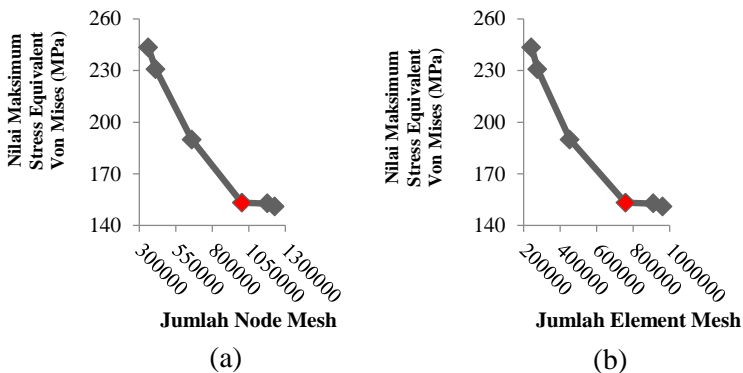 Nilai Maksimum
Stress Equivalent
Von Mises (MPa)
260
230
200
170
140
300000
550000
800000
1050000
1300000
Jumlah Node Mesh
(a)
Nilai Maksimum
Stress Equivalent
Von Mises (MPa)
260
230
200
170
140
200000
400000
600000
800000
1000000
Jumlah Element Mesh
(b)